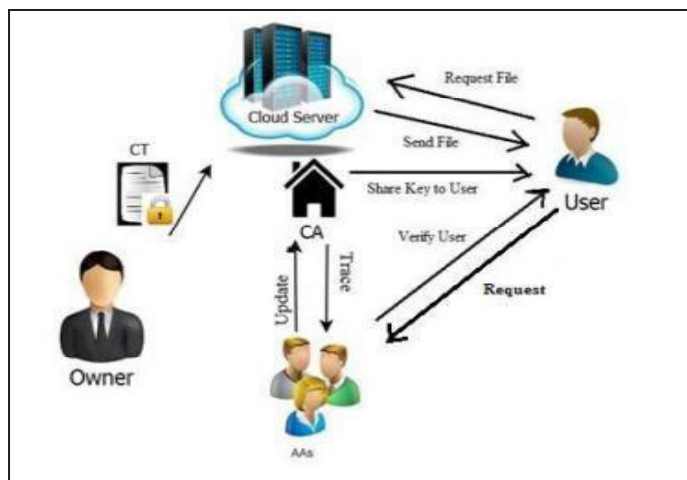 Request File
Cloud Server
Send File
CT
Share Key to User
User
CA
Verify User
Update
Trace
Request
Owner
AAs